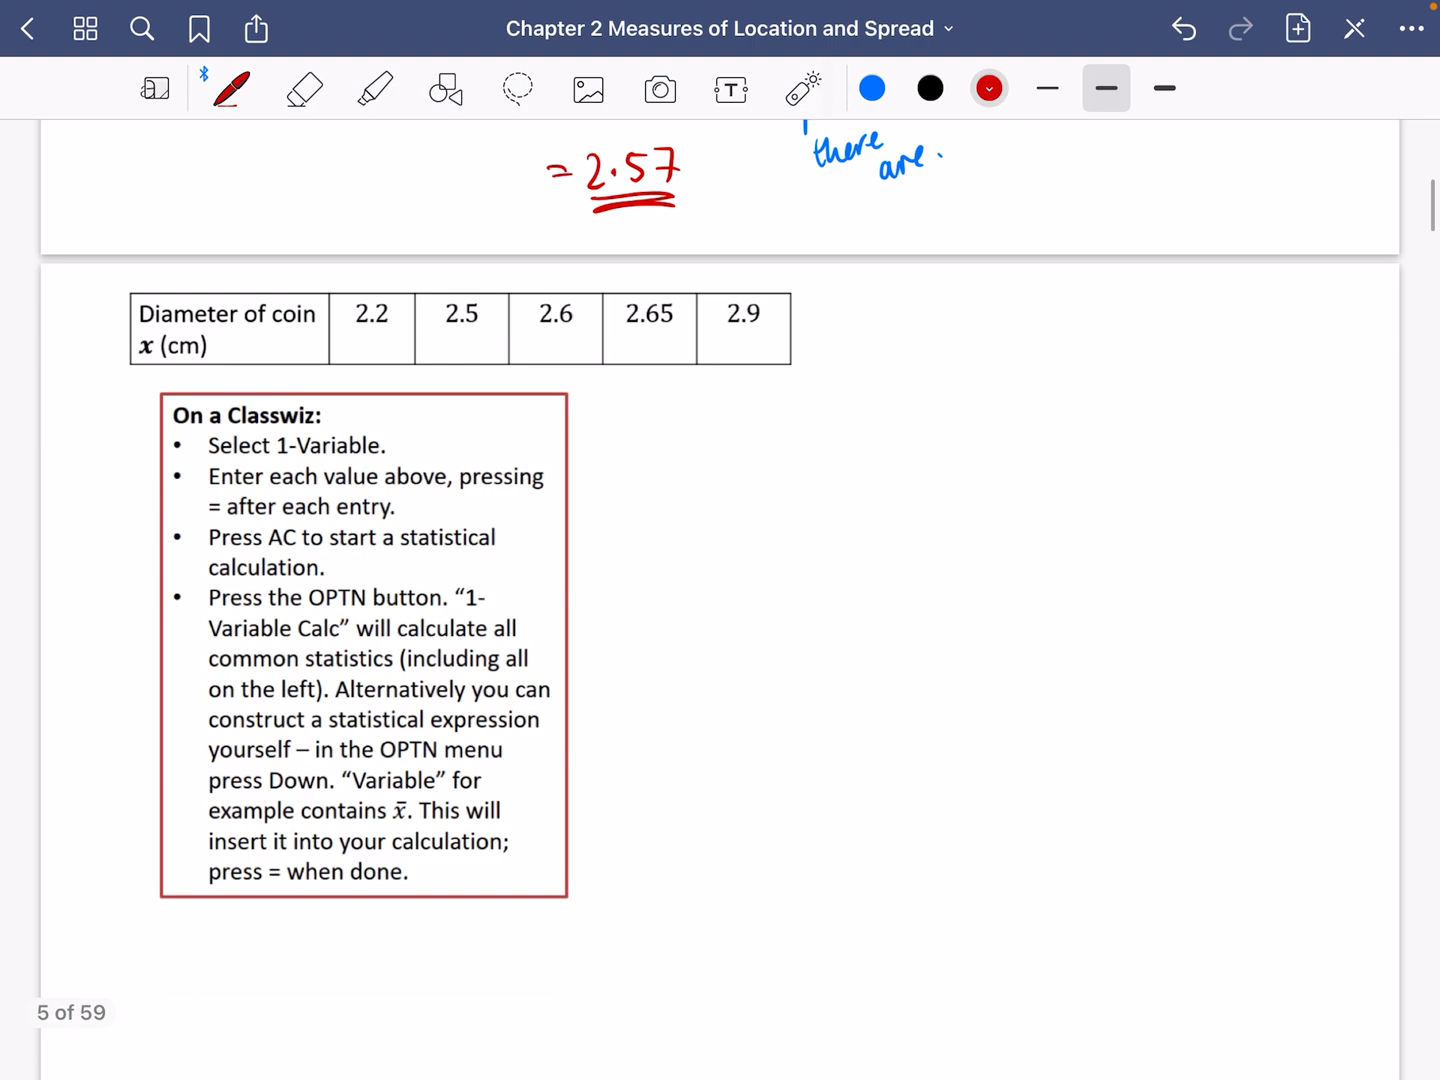 Chapter 2 Measures of Location and Spread
there
are.
= 2.57
Diameter of coin 2.2 2.5 2.6 2.65 2.9
x (cm)
On a Classwiz:
• Select 1-Variable.
• Enter each value above, pressing
= after each entry.
• Press AC to start a statistical
calculation.
• Press the OPTN button. “1-
Variable Calc” will calculate all
common statistics (including all
on the left). Alternatively you can
construct a statistical expression
yourself – in the OPTN menu
press Down. “Variable” for
example contains x̄. This will
insert it into your calculation;
press = when done.
5 of 59